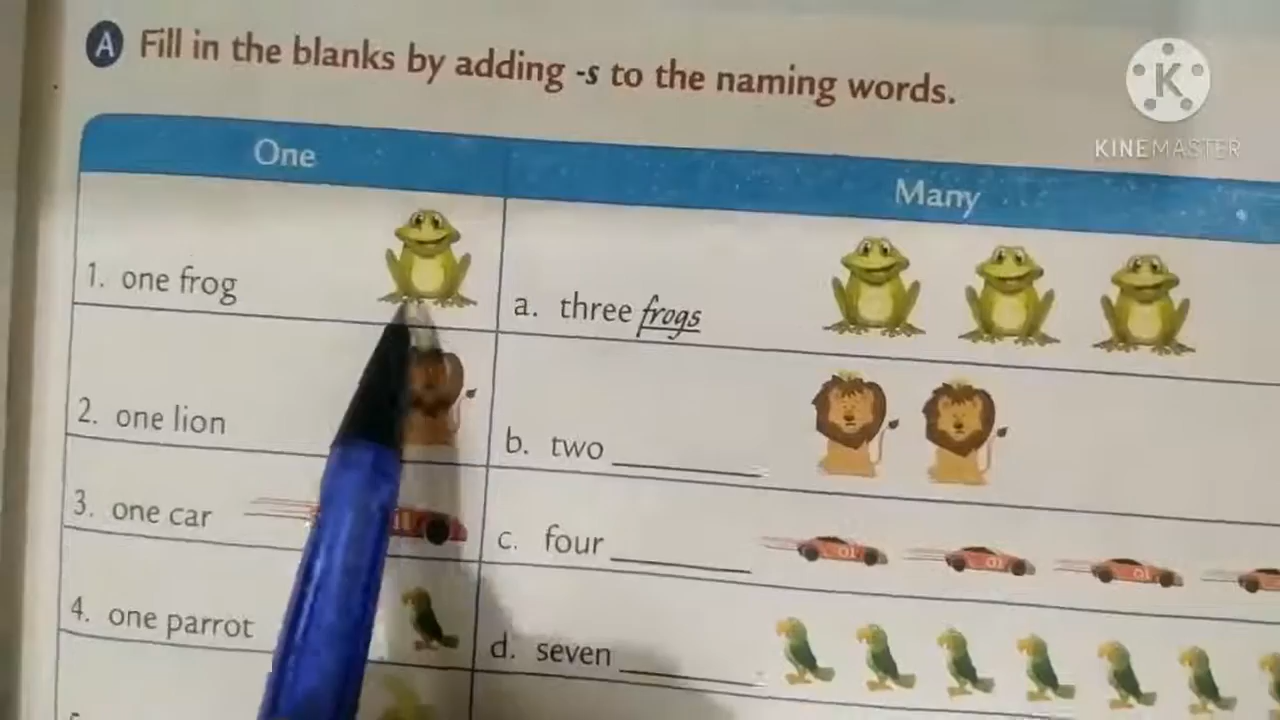 A Fill in the blanks by adding -s to the naming words.
K
KINEMASTER
One
Many
1. one frog
a. three frogs
2. one lion
b. two
3. one car
c. four
4. one parrot
d. seven